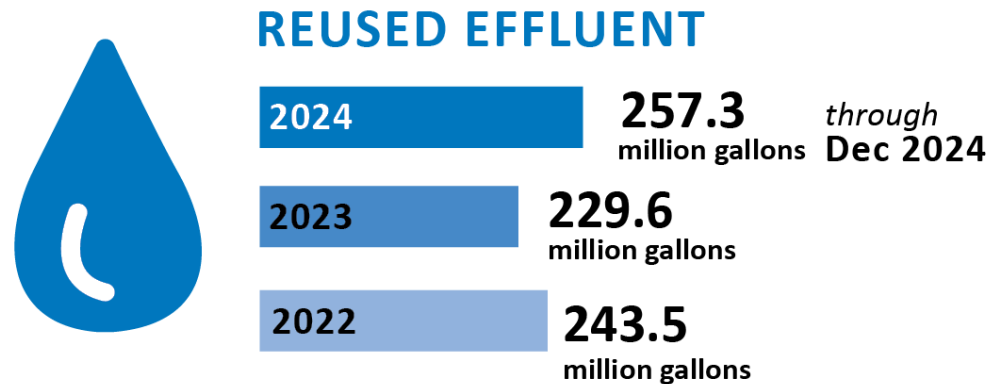 REUSED EFFLUENT
2024
257.3
million gallons
through
Dec 2024
2023
229.6
million gallons
2022
243.5
million gallons